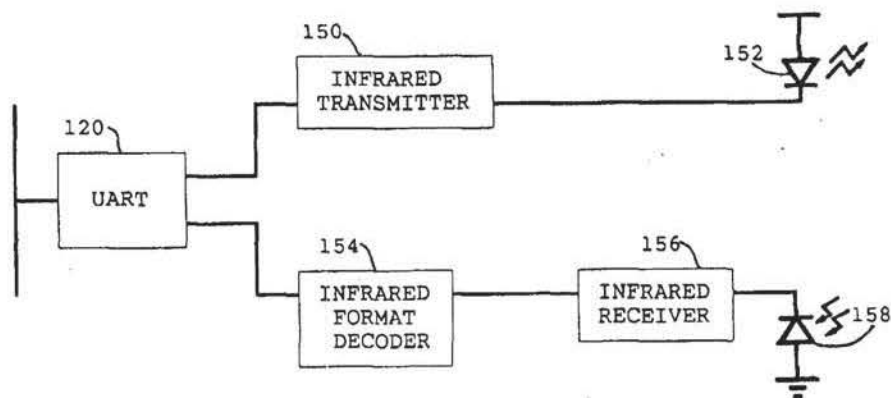 150
INFRARED
TRANSMITTER
152
120
UART
154
INFRARED
FORMAT
DECODER
156
INFRARED
RECEIVER
158